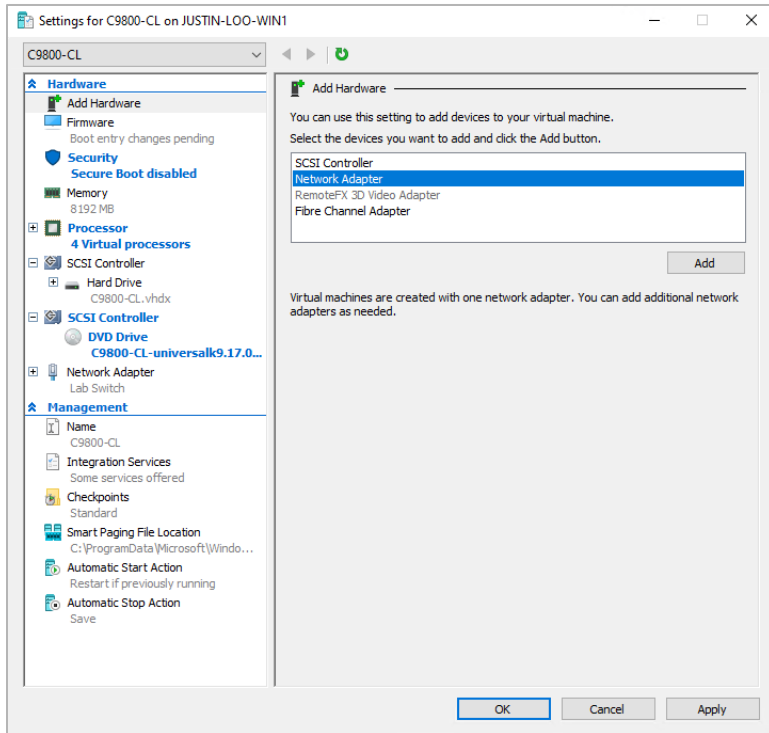 Settings for C9800-CL on JUSTIN-LOO-WIN1
C9800-CL
Hardware
Add Hardware
Firmware
Boot entry changes pending
Security
Secure Boot disabled
Memory
8192 MB
Processor
4 Virtual processors
SCSI Controller
Hard Drive
C9800-CL.vhdx
SCSI Controller
DVD Drive
C9800-CL-universalk9.17.0...
Network Adapter
Lab Switch
Management
Name
C9800-CL
Integration Services
Some services offered
Checkpoints
Standard
Smart Paging File Location
C:\ProgramData\Microsoft\Windo...
Automatic Start Action
Restart if previously running
Automatic Stop Action
Save
Add Hardware
You can use this setting to add devices to your virtual machine.
Select the devices you want to add and click the Add button.
SCSI Controller
Network Adapter
RemoteFX 3D Video Adapter
Fibre Channel Adapter
Add
Virtual machines are created with one network adapter. You can add additional network
adapters as needed.
OK
Cancel
Apply